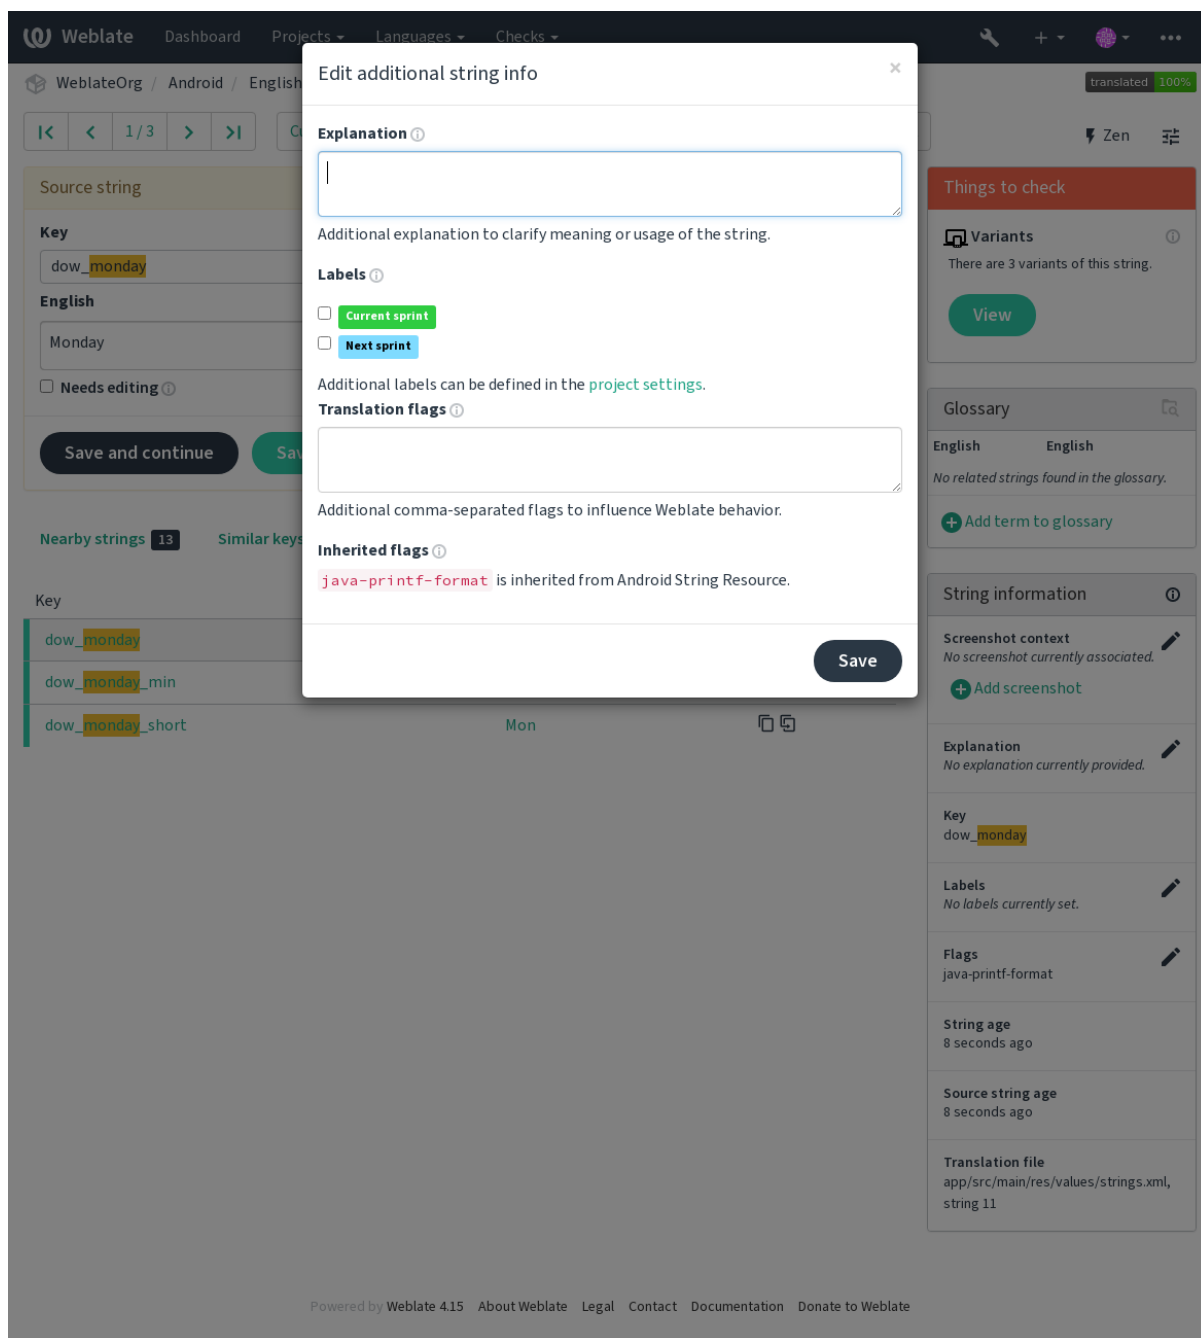 Weblate Dashboard Projects Languages Checks
WeblateOrg / Android / English
translated 100%
1 / 3
Zen
Edit additional string info
×
Explanation
Additional explanation to clarify meaning or usage of the string.
Labels
Current sprint
Next sprint
Additional labels can be defined in the project settings.
Translation flags
Additional comma-separated flags to influence Weblate behavior.
Inherited flags
java-printf-format is inherited from Android String Resource.
Save
Source string
Key
dow_monday
English
Monday
Needs editing
Save and continue
Nearby strings 13 Similar keys
Key
dow_monday
dow_monday_min
dow_monday_short Mon
Things to check
Variants
There are 3 variants of this string.
View
Glossary
English English
No related strings found in the glossary.
Add term to glossary
String information
Screenshot context
No screenshot currently associated.
Add screenshot
Explanation
No explanation currently provided.
Key
dow_monday
Labels
No labels currently set.
Flags
java-printf-format
String age
8 seconds ago
Source string age
8 seconds ago
Translation file
app/src/main/res/values/strings.xml,
string 11
Powered by Weblate 4.15 About Weblate Legal Contact Documentation Donate to Weblate